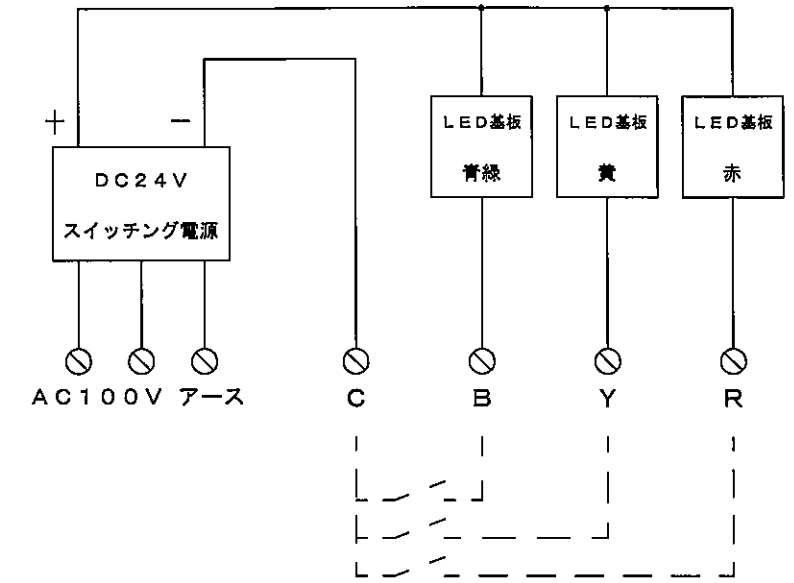 + −
LED基板 LED基板 LED基板
DC24V
青緑 黄 赤
スイッチング電源
AC100V アース C B Y R